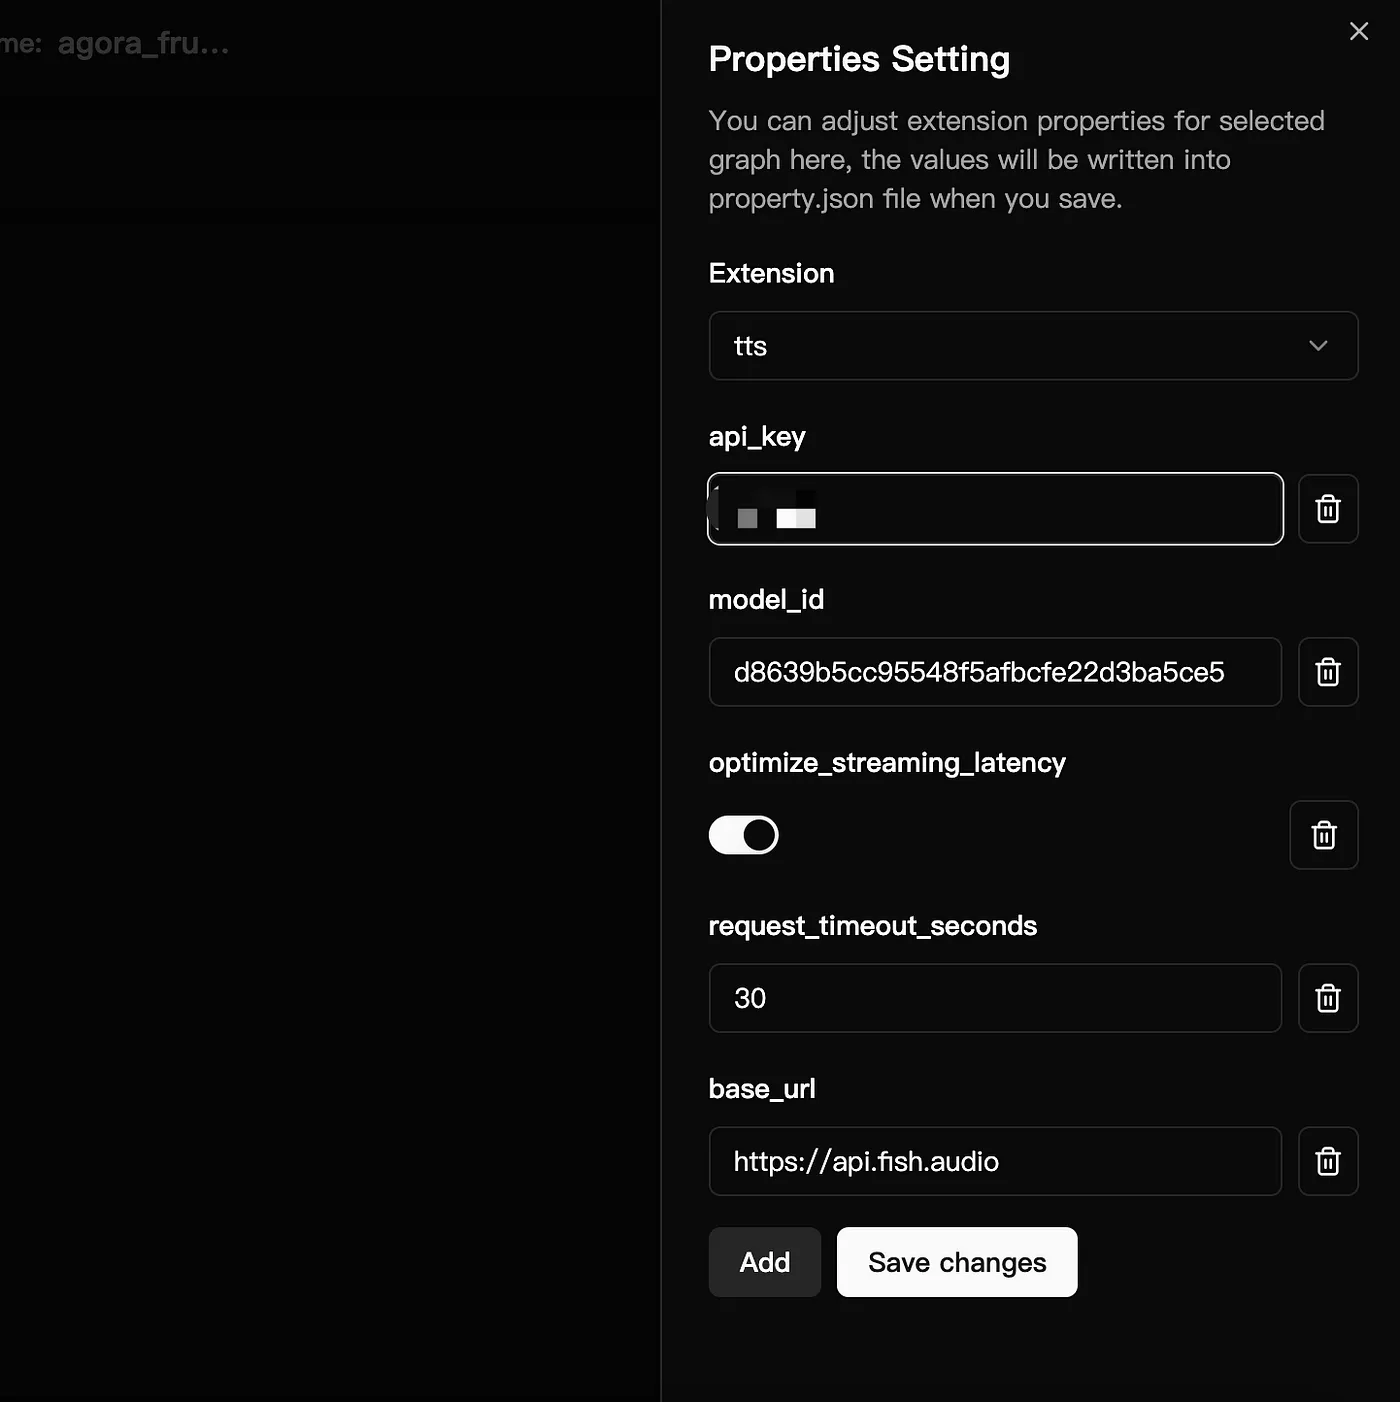 me: agora_fru...
Properties Setting
You can adjust extension properties for selected
graph here, the values will be written into
property.json file when you save.
Extension
tts
api_key
model_id
d8639b5cc95548f5afbcfe22d3ba5ce5
optimize_streaming_latency
request_timeout_seconds
30
base_url
https://api.fish.audio
Add
Save changes